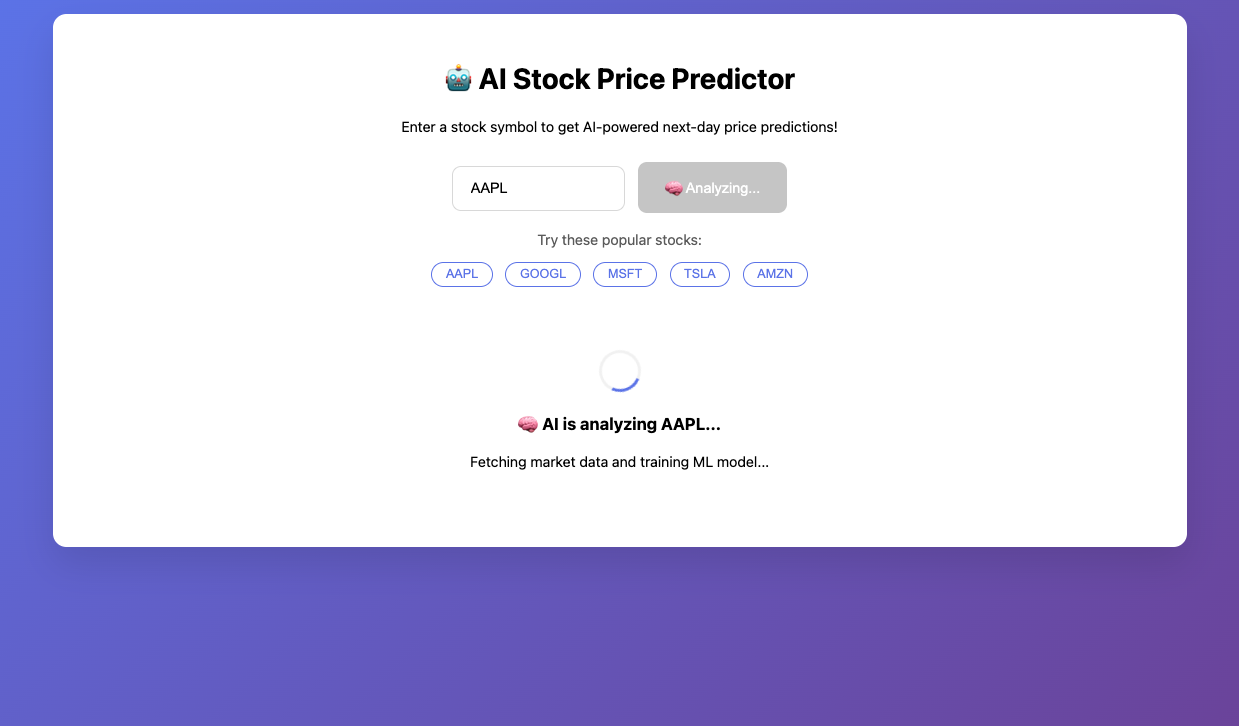 🤖 AI Stock Price Predictor
Enter a stock symbol to get AI-powered next-day price predictions!
AAPL 🧠 Analyzing...
Try these popular stocks:
AAPL GOOGL MSFT TSLA AMZN
🧠 AI is analyzing AAPL...
Fetching market data and training ML model...